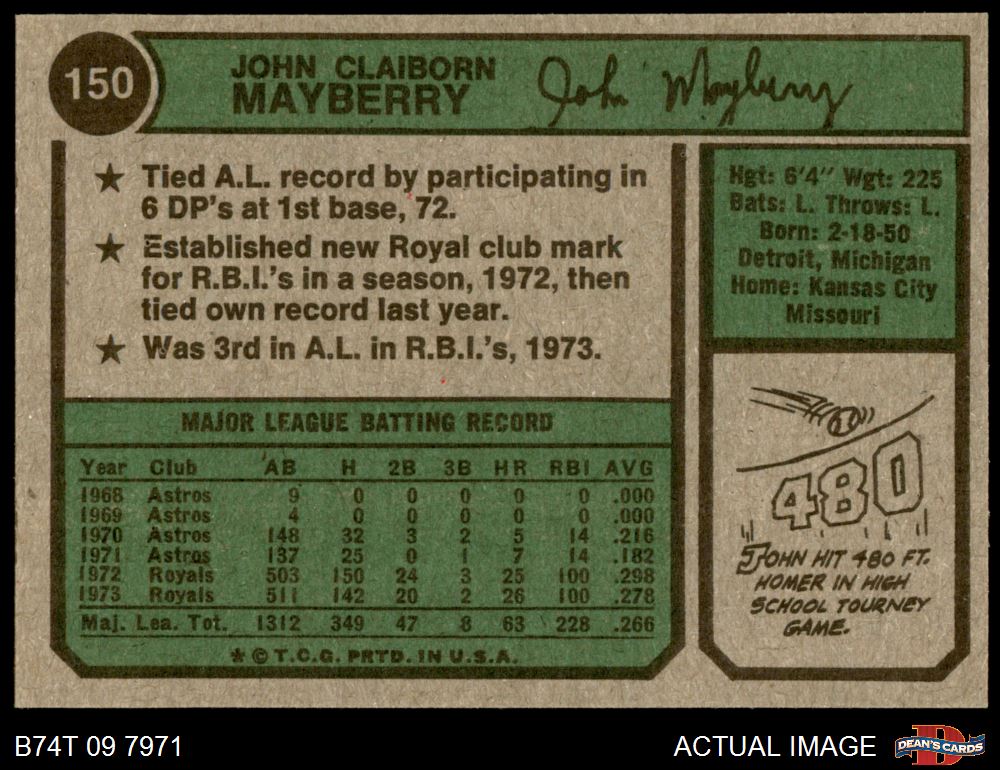 150
JOHN CLAIBORN
MAYBERRY
John Mayberry
★ Tied A.L. record by participating in
6 DP's at 1st base, 72.
★ Established new Royal club mark
for R.B.I.'s in a season, 1972, then
tied own record last year.
★ Was 3rd in A.L. in R.B.I.'s, 1973.
Hgt: 6'4" Wgt: 225
Bats: L. Throws: L.
Born: 2-18-50
Detroit, Michigan
Home: Kansas City
Missouri
MAJOR LEAGUE BATTING RECORD
Year Club AB H 2B 3B HR RBI AVG
1968 Astros 9 0 0 0 0 0 .000
1969 Astros 4 0 0 0 0 0 .000
1970 Astros 148 32 3 2 5 14 .216
1971 Astros 137 25 0 1 7 14 .182
1972 Royals 503 150 24 3 25 100 .298
1973 Royals 511 142 20 2 26 100 .278
Maj. Lea. Tot. 1312 349 47 8 63 228 .266
★ © T.C.G. PRTD. IN U.S.A.
480
JOHN HIT 480 FT.
HOMER IN HIGH
SCHOOL TOURNEY
GAME.
B74T 09 7971
ACTUAL IMAGE
D
DEAN'S CARDS